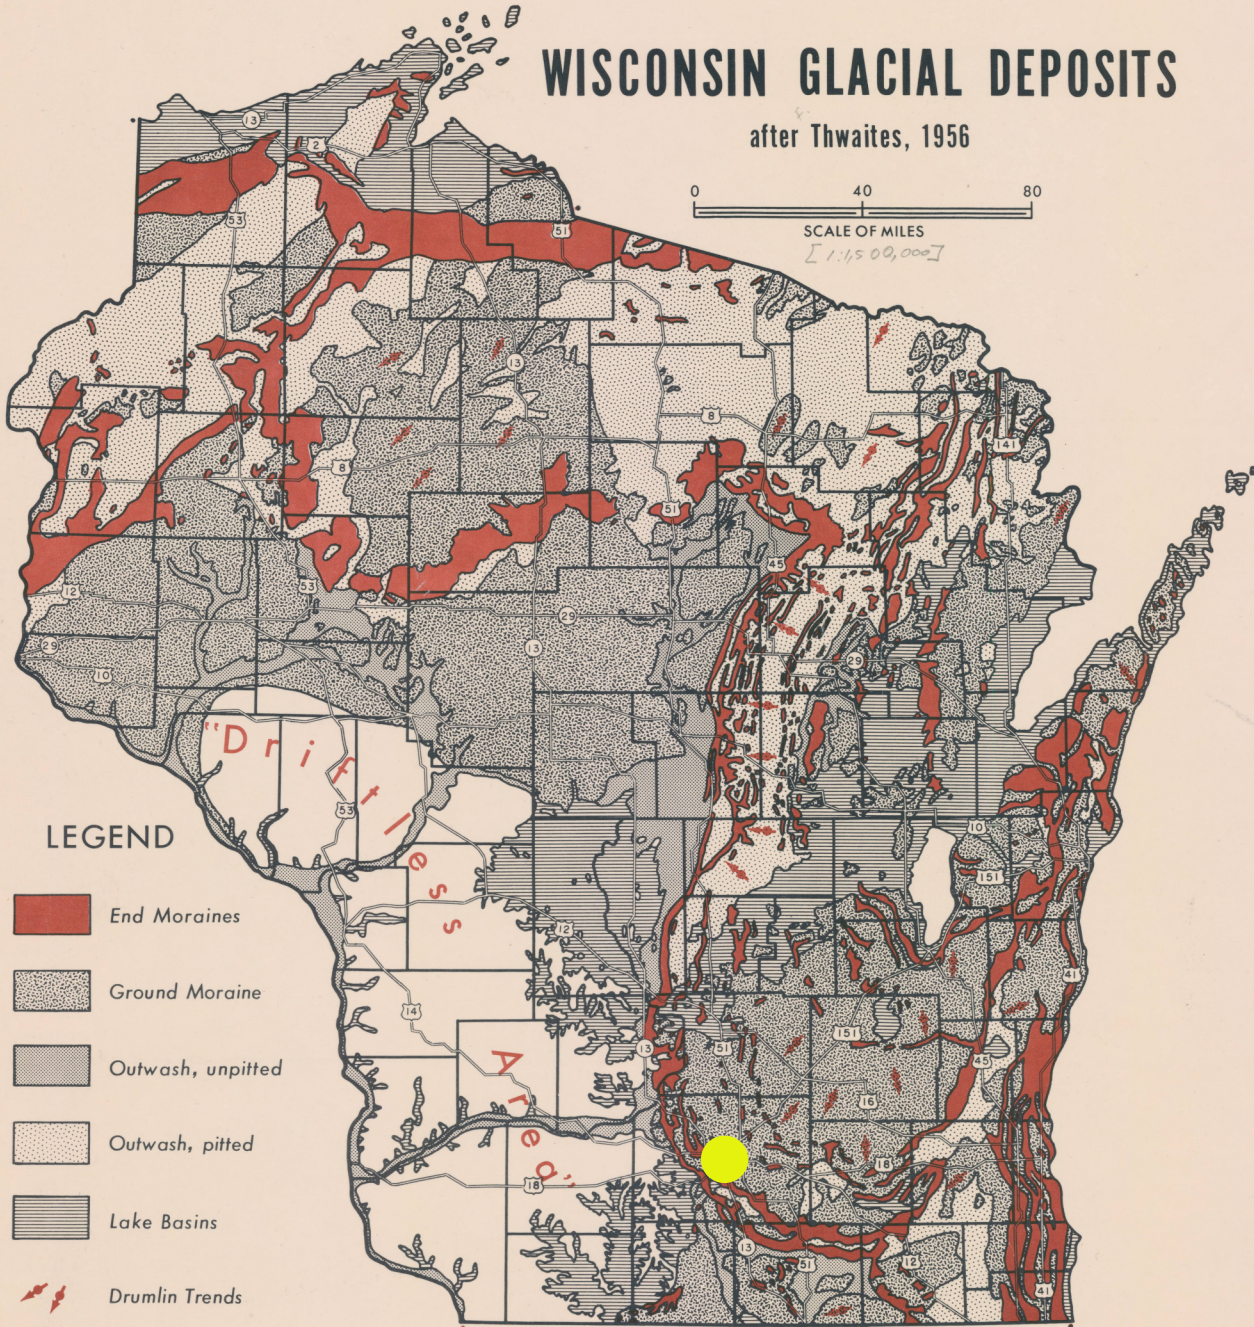 WISCONSIN GLACIAL DEPOSITS
after Thwaites, 1956
0 40 80
SCALE OF MILES
[1:1,500,000]
13
2
53
51
13
8
8
141
51
45
12
53
29
29
13
29
10
"Driftless
53
10
151
12
41
14
Area"
13
51
151
45
16
18
18
13
51
12
41
LEGEND
End Moraines
Ground Moraine
Outwash, unpitted
Outwash, pitted
Lake Basins
Drumlin Trends